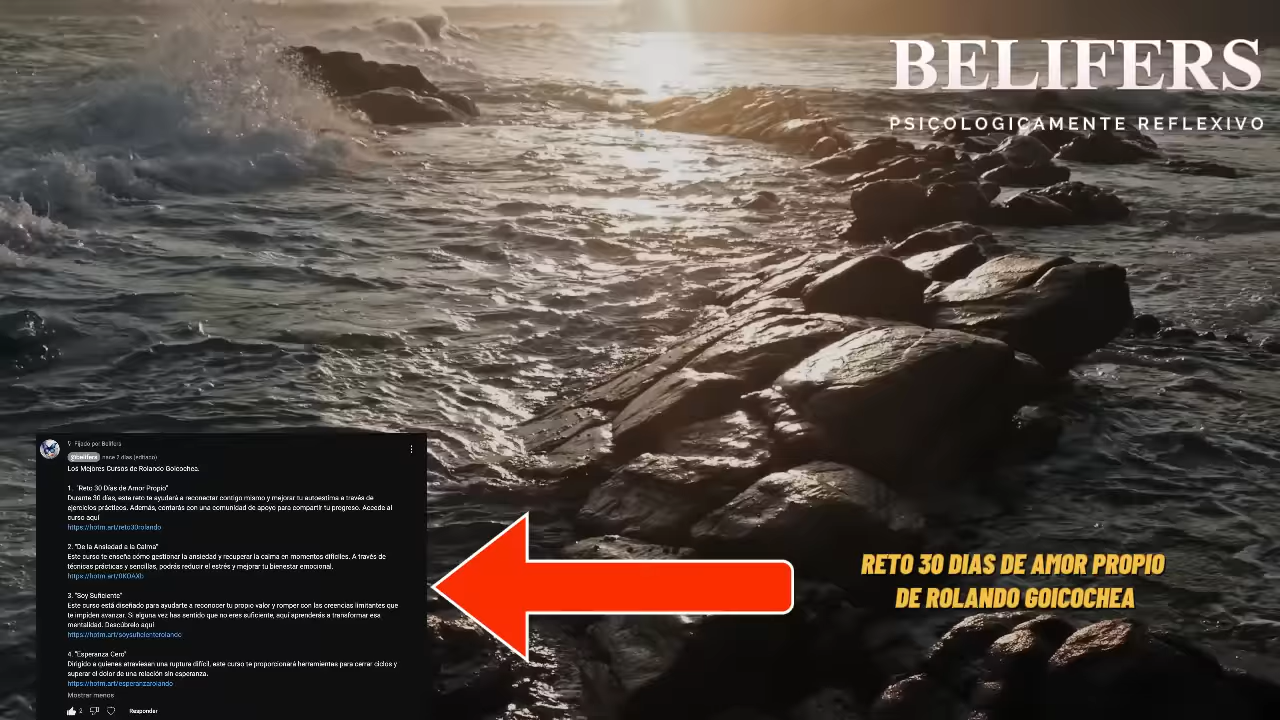 BELIFERS
PSICOLOGICAMENTE REFLEXIVO
Fijado por Belifers
@belifers hace 2 días (editado)
Los Mejores Cursos de Rolando Goicochea.
1. "Reto 30 Días de Amor Propio"
Durante 30 días, este reto te ayudará a reconectar contigo mismo y mejorar tu autoestima a través de
ejercicios prácticos. Además, contarás con una comunidad de apoyo para compartir tu progreso. Accede al
curso aquí
https://hotm.art/reto30rolando
2. "De la Ansiedad a la Calma"
Este curso te enseña cómo gestionar la ansiedad y recuperar la calma en momentos difíciles. A través de
técnicas prácticas y sencillas, podrás reducir el estrés y mejorar tu bienestar emocional.
https://hotm.art/0KOAXb
3. "Soy Suficiente"
Este curso está diseñado para ayudarte a reconocer tu propio valor y romper con las creencias limitantes que
te impiden avanzar. Si alguna vez has sentido que no eres suficiente, aquí aprenderás a transformar esa
mentalidad. Descúbrelo aquí
https://hotm.art/soysuficienterolando
4. "Esperanza Cero"
Dirigido a quienes atraviesan una ruptura difícil, este curso te proporcionará herramientas para cerrar ciclos y
superar el dolor de una relación sin esperanza.
https://hotm.art/esperanzarolando
Mostrar menos
2 Responder
RETO 30 DIAS DE AMOR PROPIO
DE ROLANDO GOICOCHEA